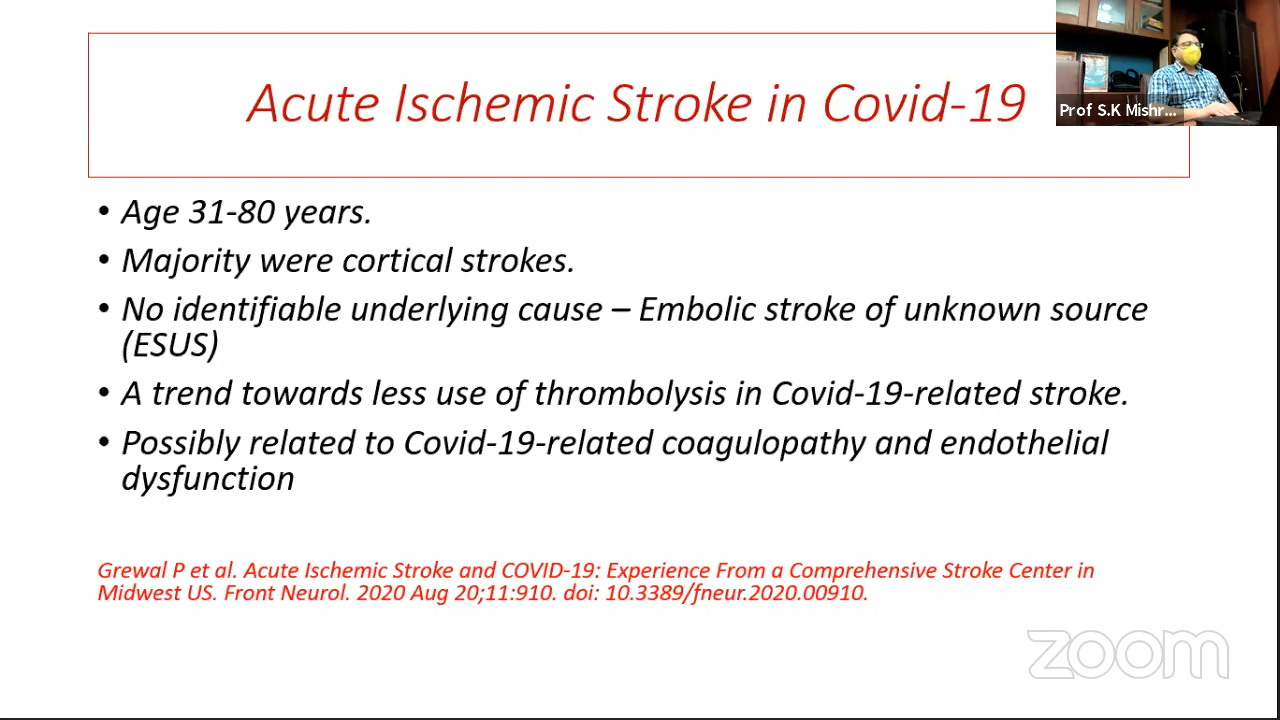 Acute Ischemic Stroke in Covid-19
Prof S.K Mishr...
• Age 31-80 years.
• Majority were cortical strokes.
• No identifiable underlying cause – Embolic stroke of unknown source
(ESUS)
• A trend towards less use of thrombolysis in Covid-19-related stroke.
• Possibly related to Covid-19-related coagulopathy and endothelial
dysfunction
Grewal P et al. Acute Ischemic Stroke and COVID-19: Experience From a Comprehensive Stroke Center in
Midwest US. Front Neurol. 2020 Aug 20;11:910. doi: 10.3389/fneur.2020.00910.
zoom